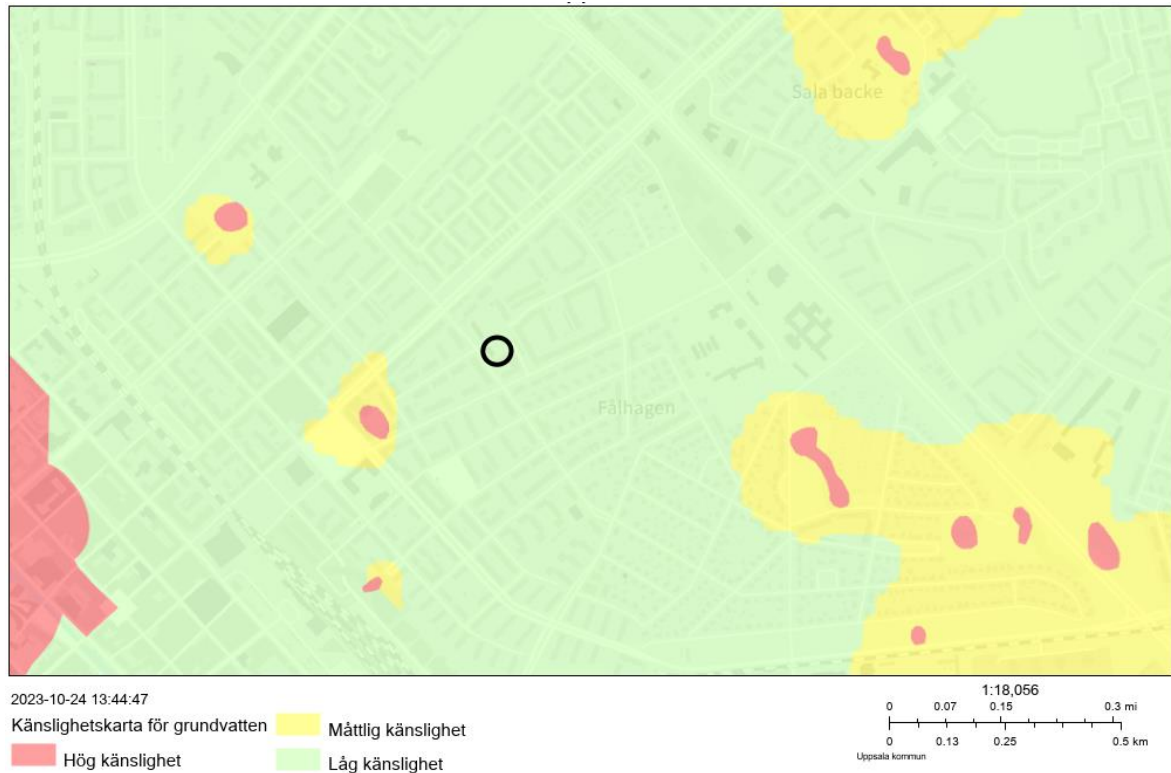 Sala backe
Fålhagen
2023-10-24 13:44:47
Känslighetskarta för grundvatten
Hög känslighet
Måttlig känslighet
Låg känslighet
1:18,056
0 0.07 0.15 0.3 mi
0 0.13 0.25 0.5 km
Uppsala kommun